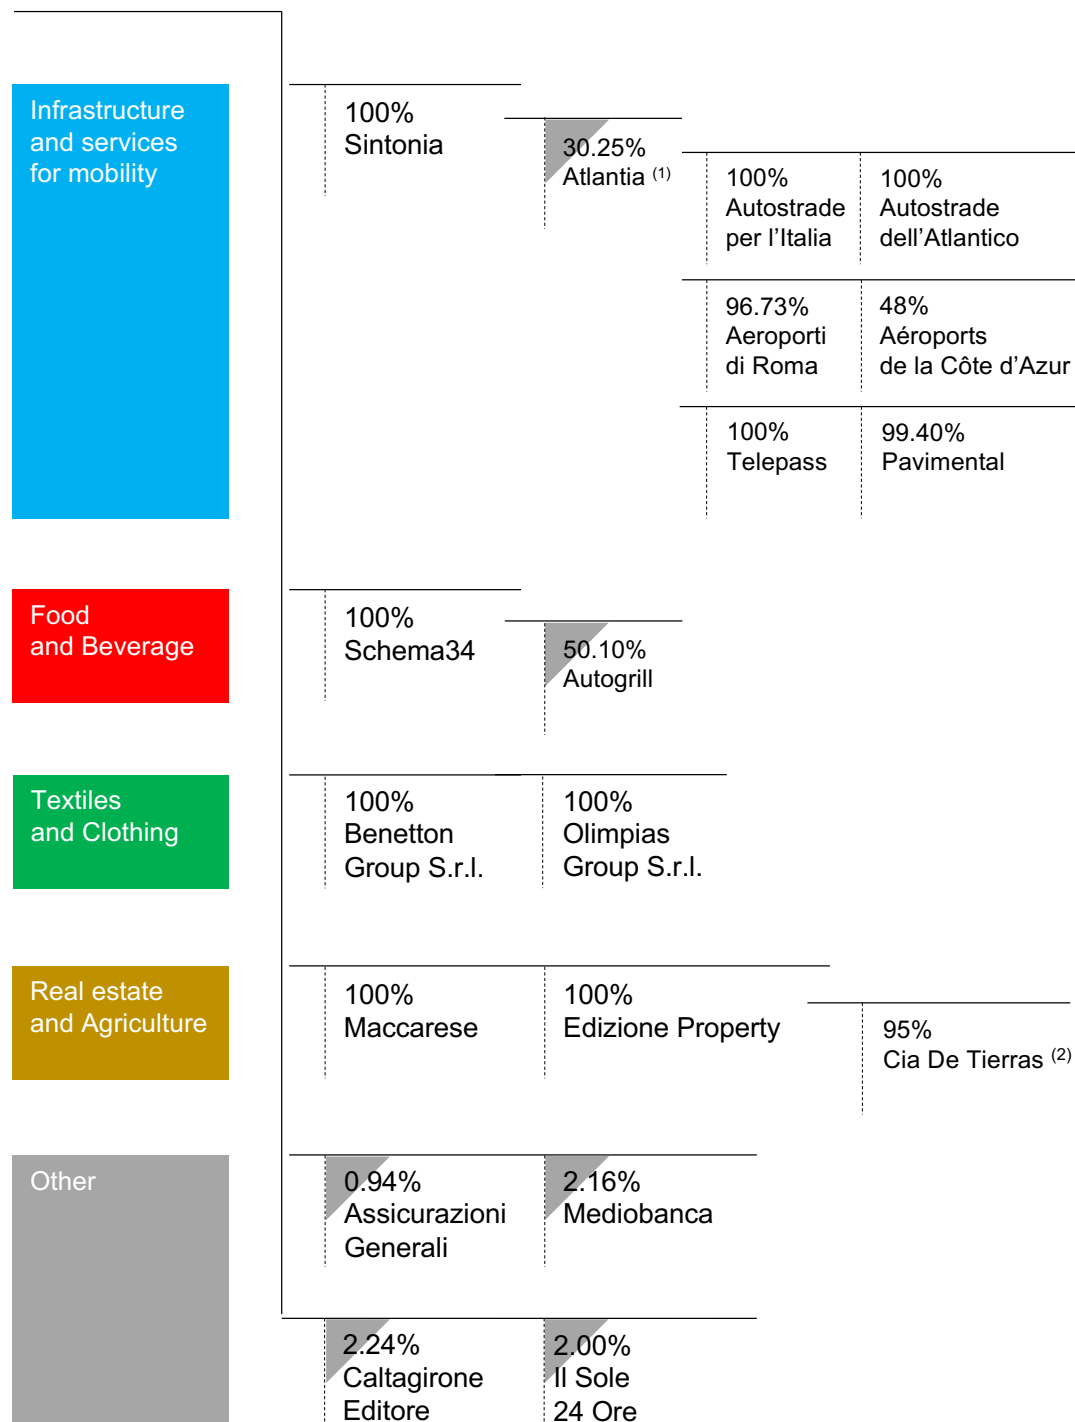 Infrastructure
and services
for mobility
100%
Sintonia
30.25%
Atlantia (1)
100%
Autostrade
per l'Italia
100%
Autostrade
dell'Atlantico
96.73%
Aeroporti
di Roma
48%
Aéroports
de la Côte d'Azur
100%
Telepass
99.40%
Pavimental
Food
and Beverage
100%
Schema34
50.10%
Autogrill
Textiles
and Clothing
100%
Benetton
Group S.r.l.
100%
Olimpias
Group S.r.l.
Real estate
and Agriculture
100%
Maccarese
100%
Edizione Property
95%
Cia De Tierras (2)
Other
0.94%
Assicurazioni
Generali
2.16%
Mediobanca
2.24%
Caltagirone
Editore
2.00%
Il Sole
24 Ore